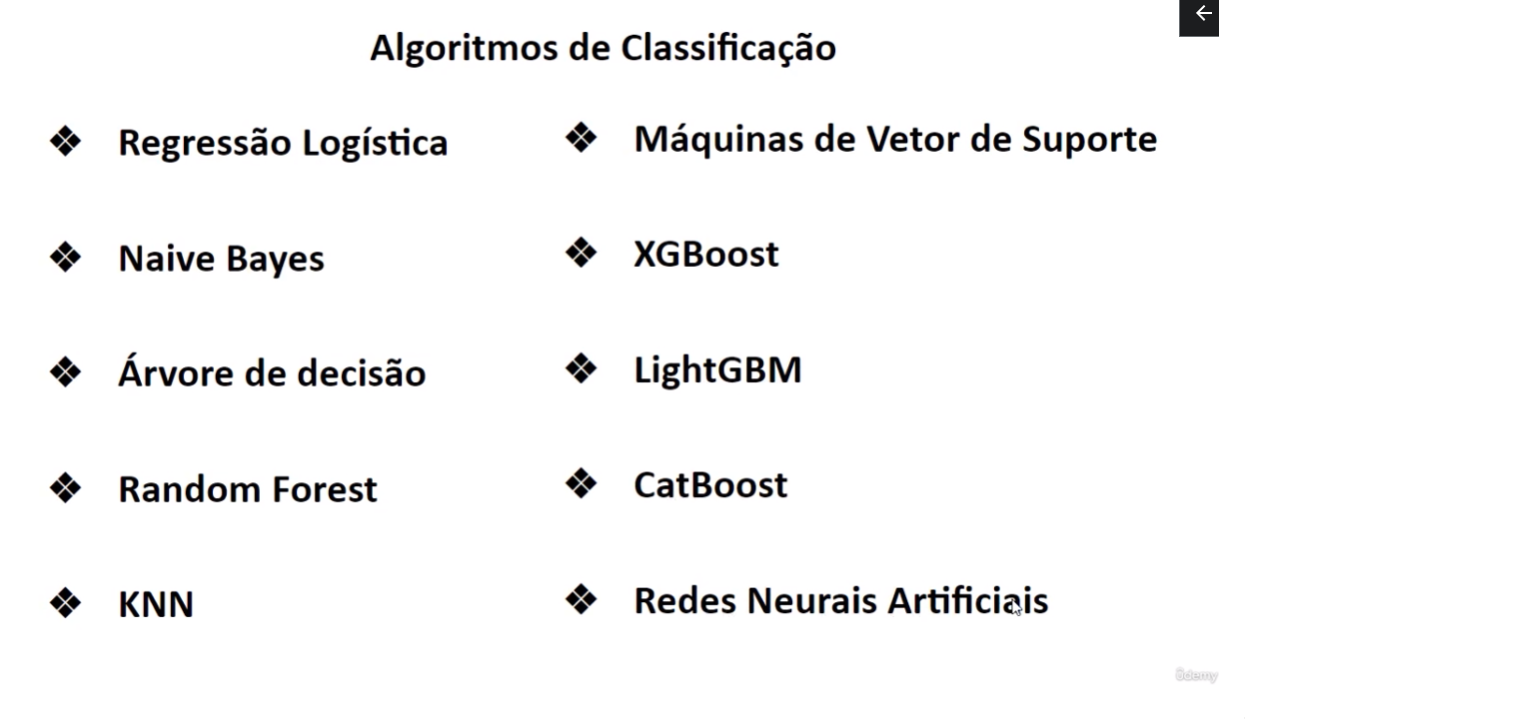 Algoritmos de Classificação
❖ Regressão Logística
❖ Naive Bayes
❖ Árvore de decisão
❖ Random Forest
❖ KNN
❖ Máquinas de Vetor de Suporte
❖ XGBoost
❖ LightGBM
❖ CatBoost
❖ Redes Neurais Artificiais
ûdemy